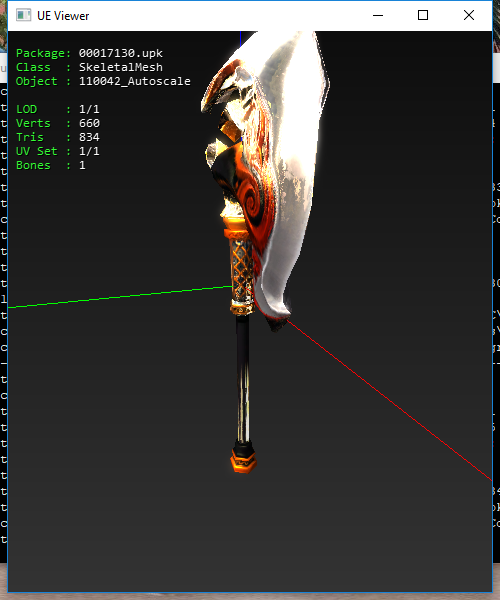 UE Viewer
Package: 00017130.upk
Class  : SkeletalMesh
Object : 110042_Autoscale
LOD    : 1/1
Verts  : 660
Tris   : 834
UV Set : 1/1
Bones  : 1